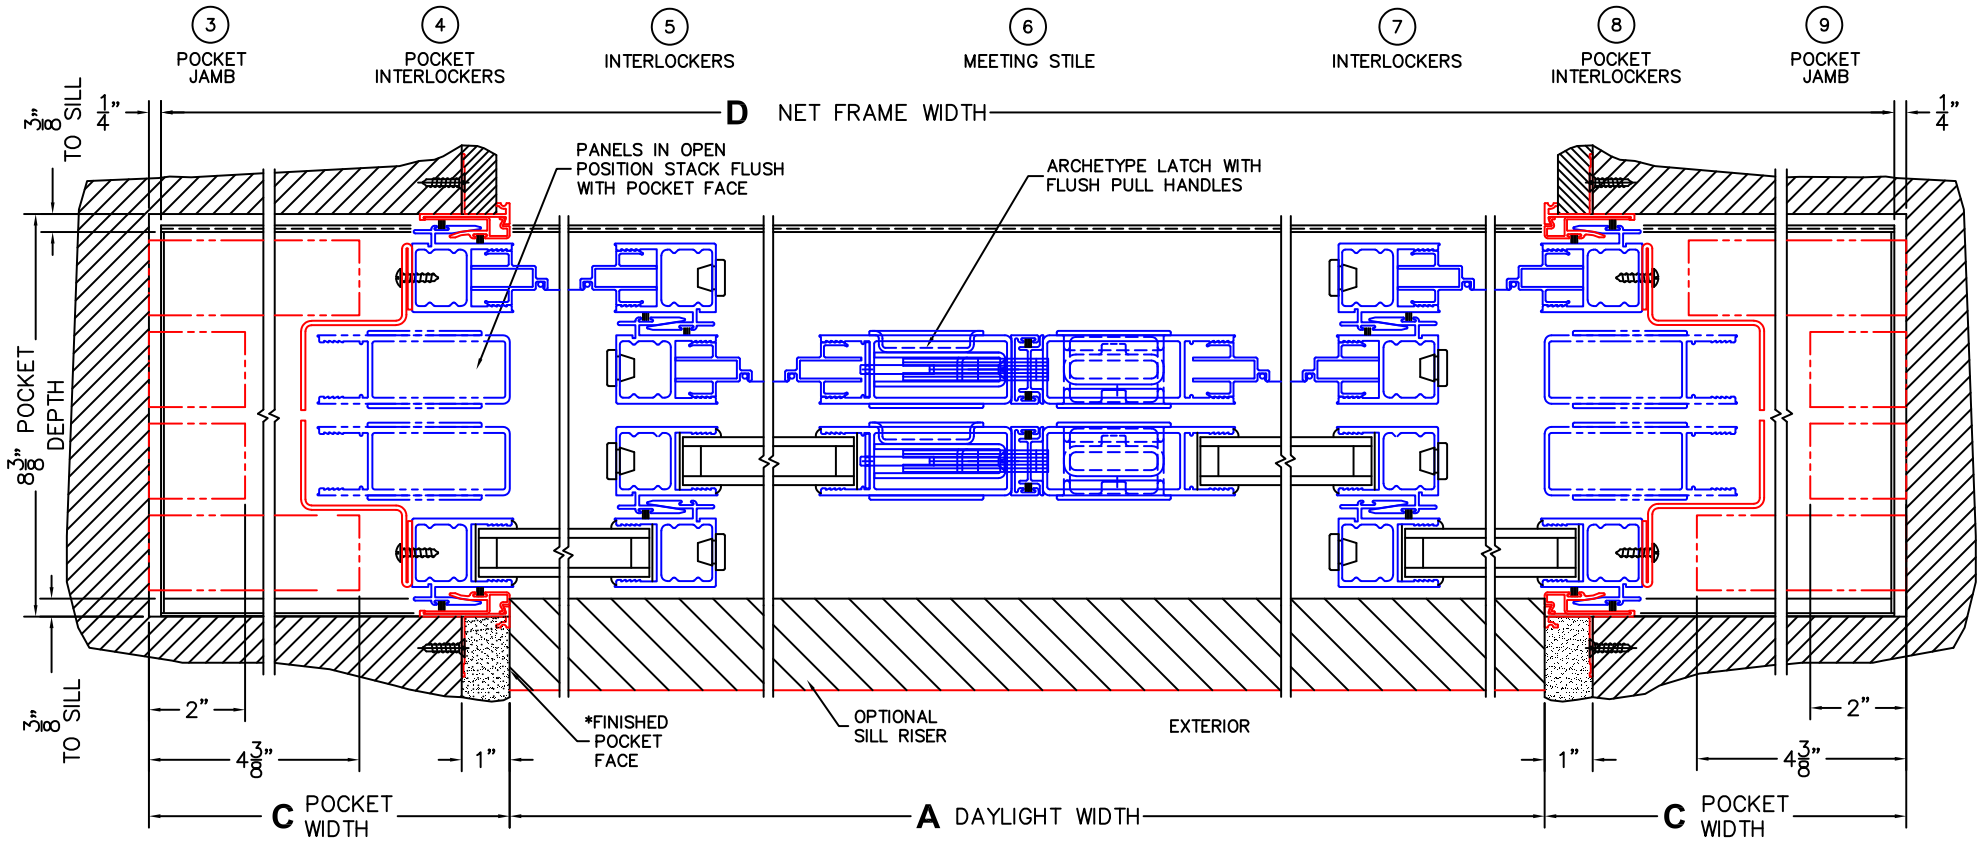 3
POCKET
JAMB
4
POCKET
INTERLOCKERS
5
INTERLOCKERS
6
MEETING STILE
7
INTERLOCKERS
8
POCKET
INTERLOCKERS
9
POCKET
JAMB
3/8"
TO SILL
1/4"
D NET FRAME WIDTH
1/4"
PANELS IN OPEN
POSITION STACK FLUSH
WITH POCKET FACE
ARCHETYPE LATCH WITH
FLUSH PULL HANDLES
8 3/8" POCKET
DEPTH
3/8"
TO SILL
2"
4 3/8"
1"
*FINISHED
POCKET
FACE
OPTIONAL
SILL RISER
EXTERIOR
1"
2"
4 3/8"
C POCKET
WIDTH
A DAYLIGHT WIDTH
C POCKET
WIDTH